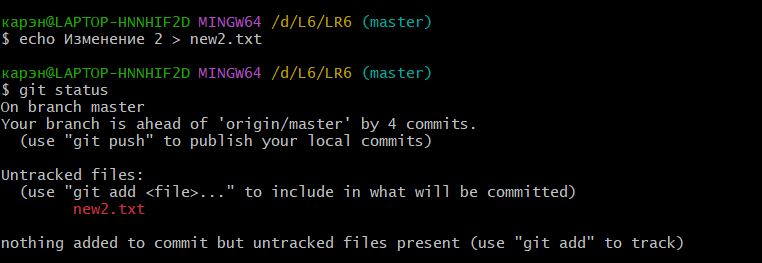 карэн@LAPTOP-HNNHIF2D MINGW64 /d/L6/LR6 (master)
$ echo Изменение 2 > new2.txt
карэн@LAPTOP-HNNHIF2D MINGW64 /d/L6/LR6 (master)
$ git status
On branch master
Your branch is ahead of 'origin/master' by 4 commits.
  (use "git push" to publish your local commits)
Untracked files:
  (use "git add <file>..." to include in what will be committed)
        new2.txt
nothing added to commit but untracked files present (use "git add" to track)